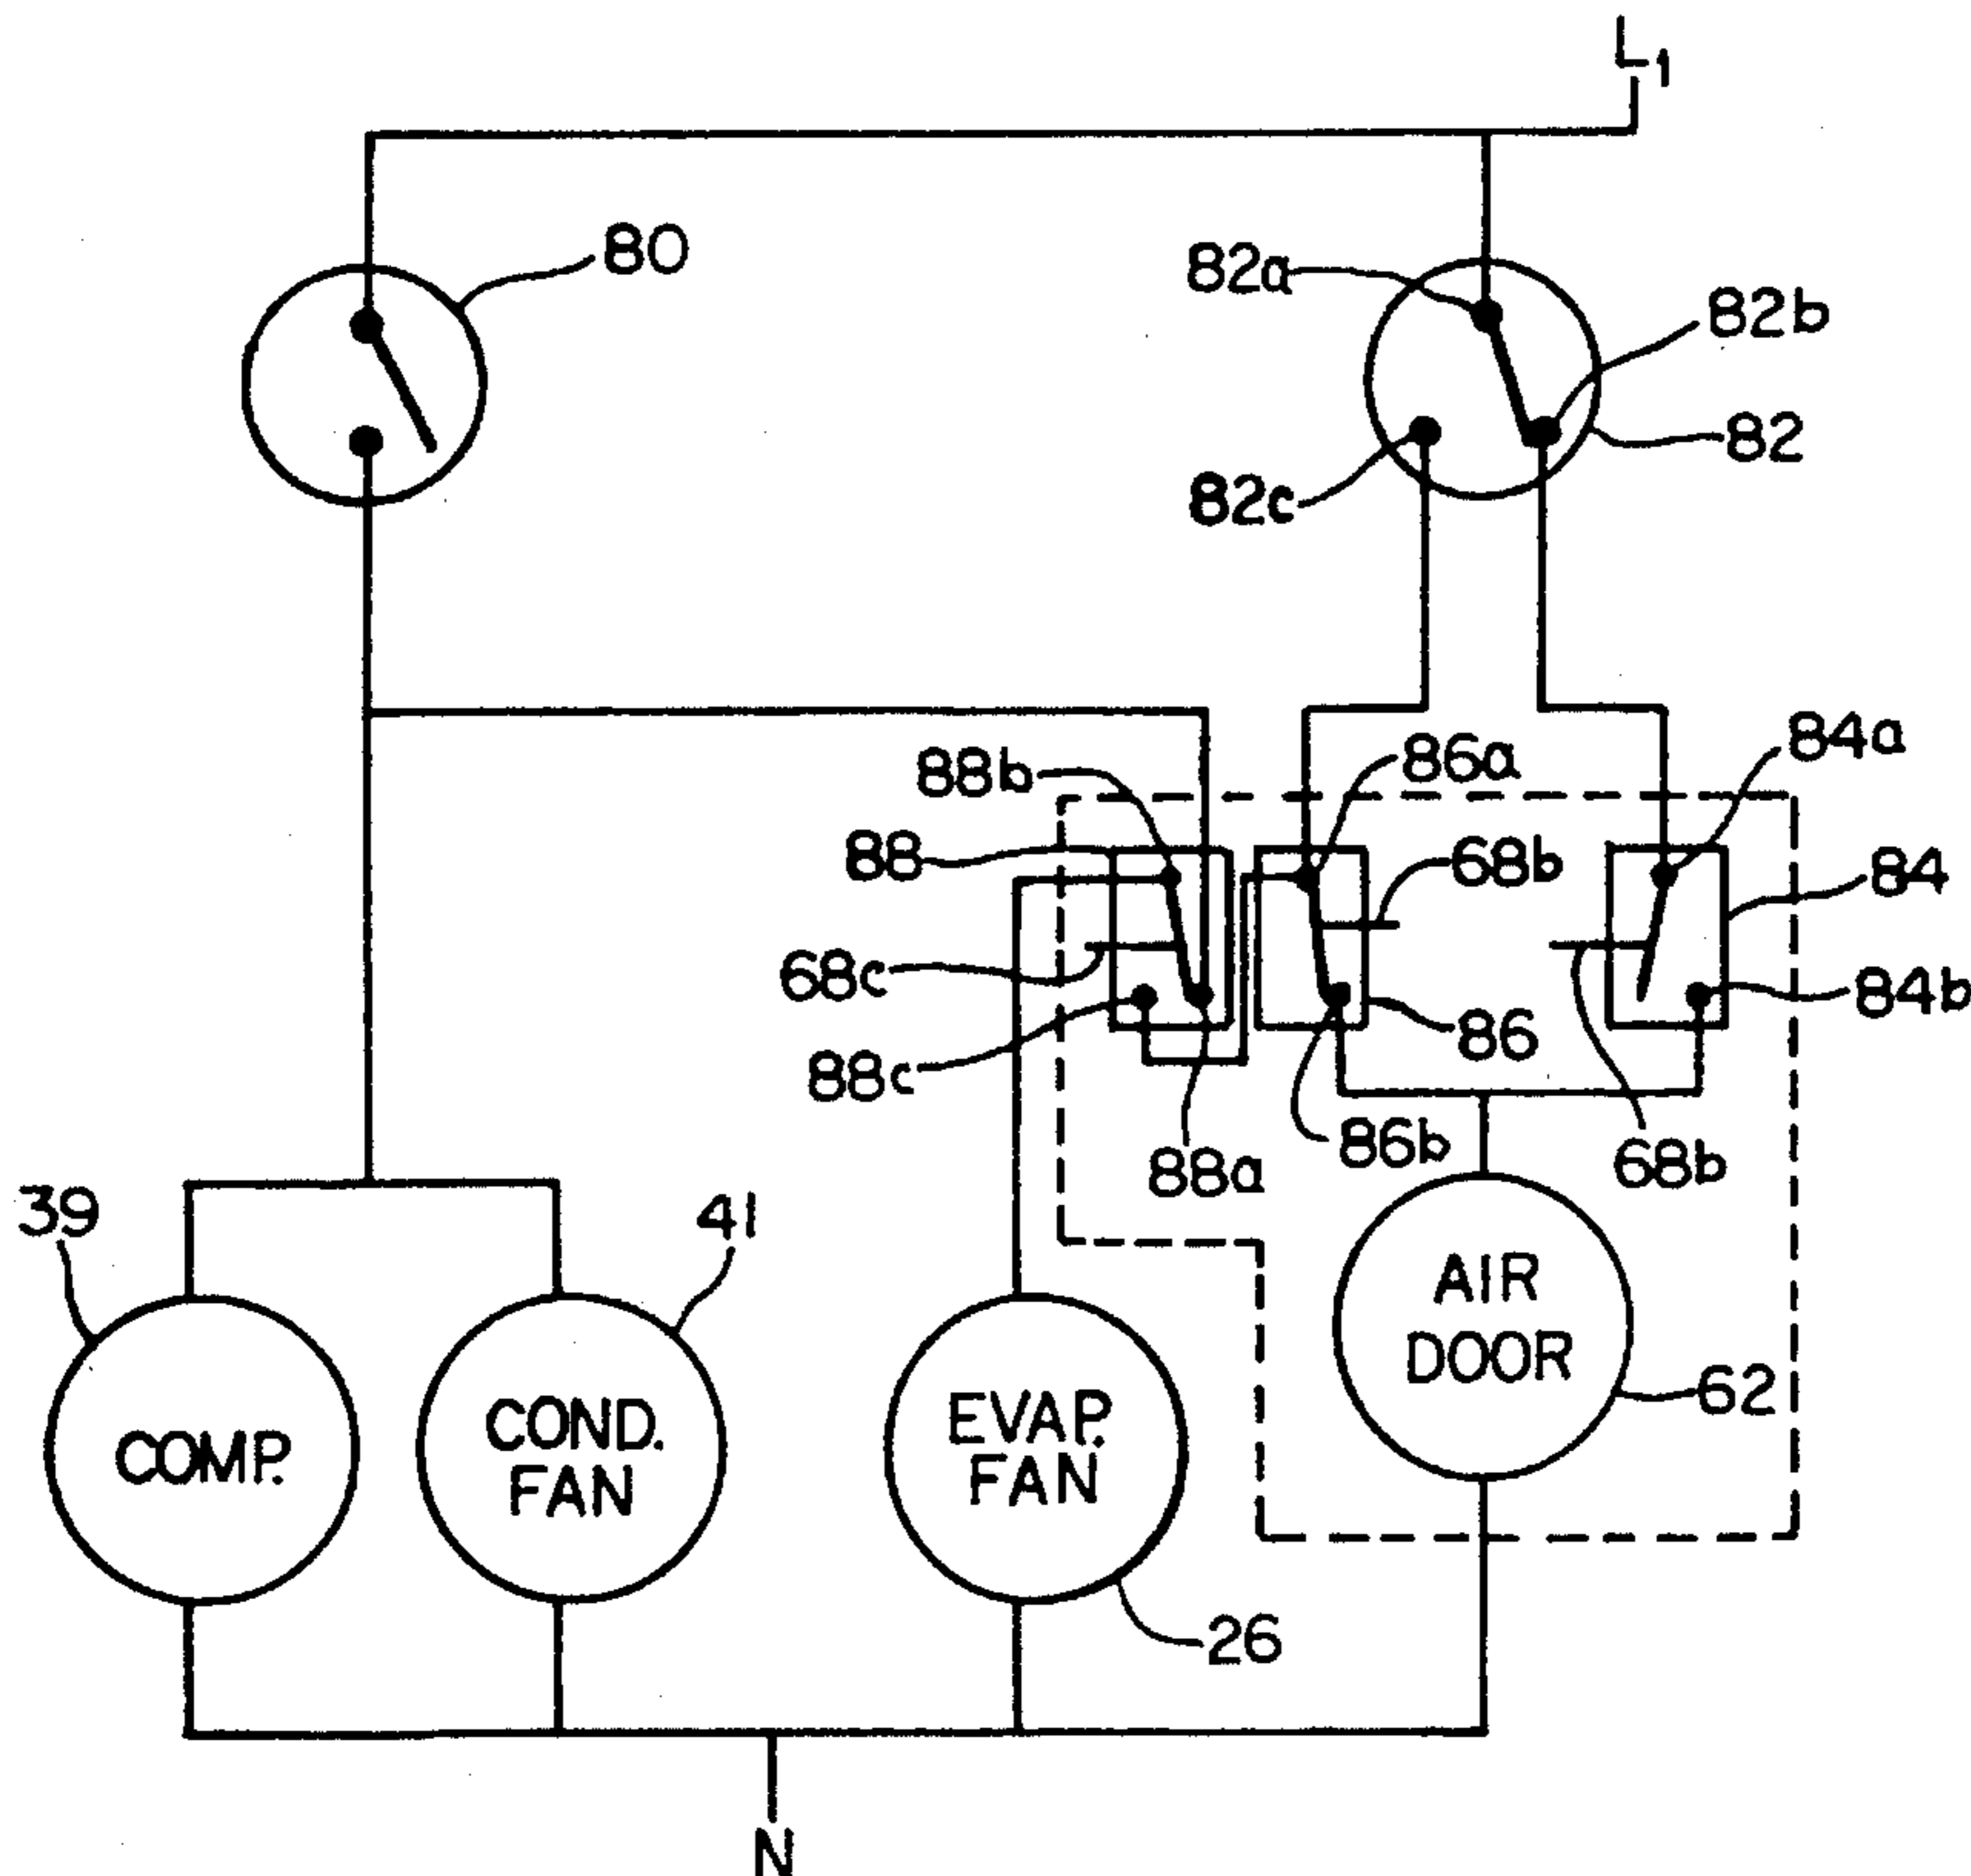 L1
80
82a
82b
82
82c
88b
86a
84a
88
68b
84
68c
84b
86
88c
86b
88a
68b
39
41
AIR
DOOR
62
EVAP.
FAN
COND.
FAN
COMP.
26
N